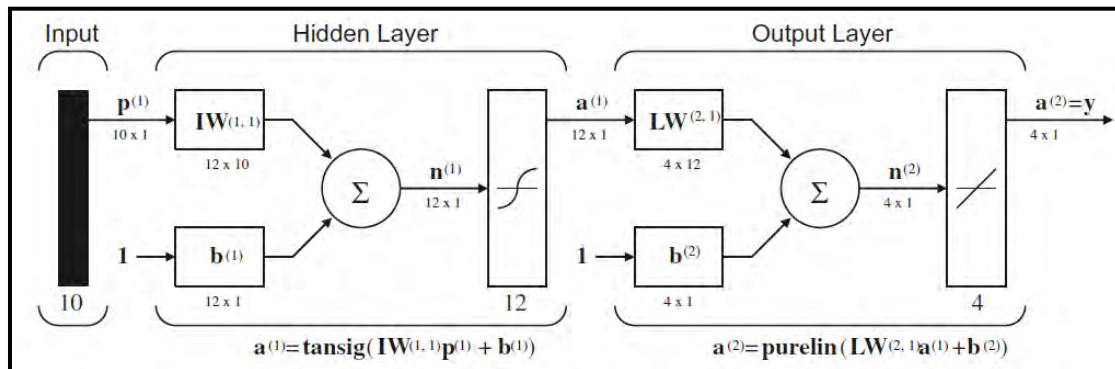 Input Hidden Layer Output Layer
p(1) a(1) a(2)=y
IW(1, 1) LW(2, 1)
10 x 1 12 x 1 4 x 1
12 x 10 n(1) 4 x 12 n(2)
Σ Σ
12 x 1 4 x 1
1 b(1) 1 b(2)
12 x 1 4 x 1
10 12 4
a(1)=tansig(IW(1, 1)p(1) + b(1)) a(2)=purelin(LW(2, 1)a(1)+b(2))